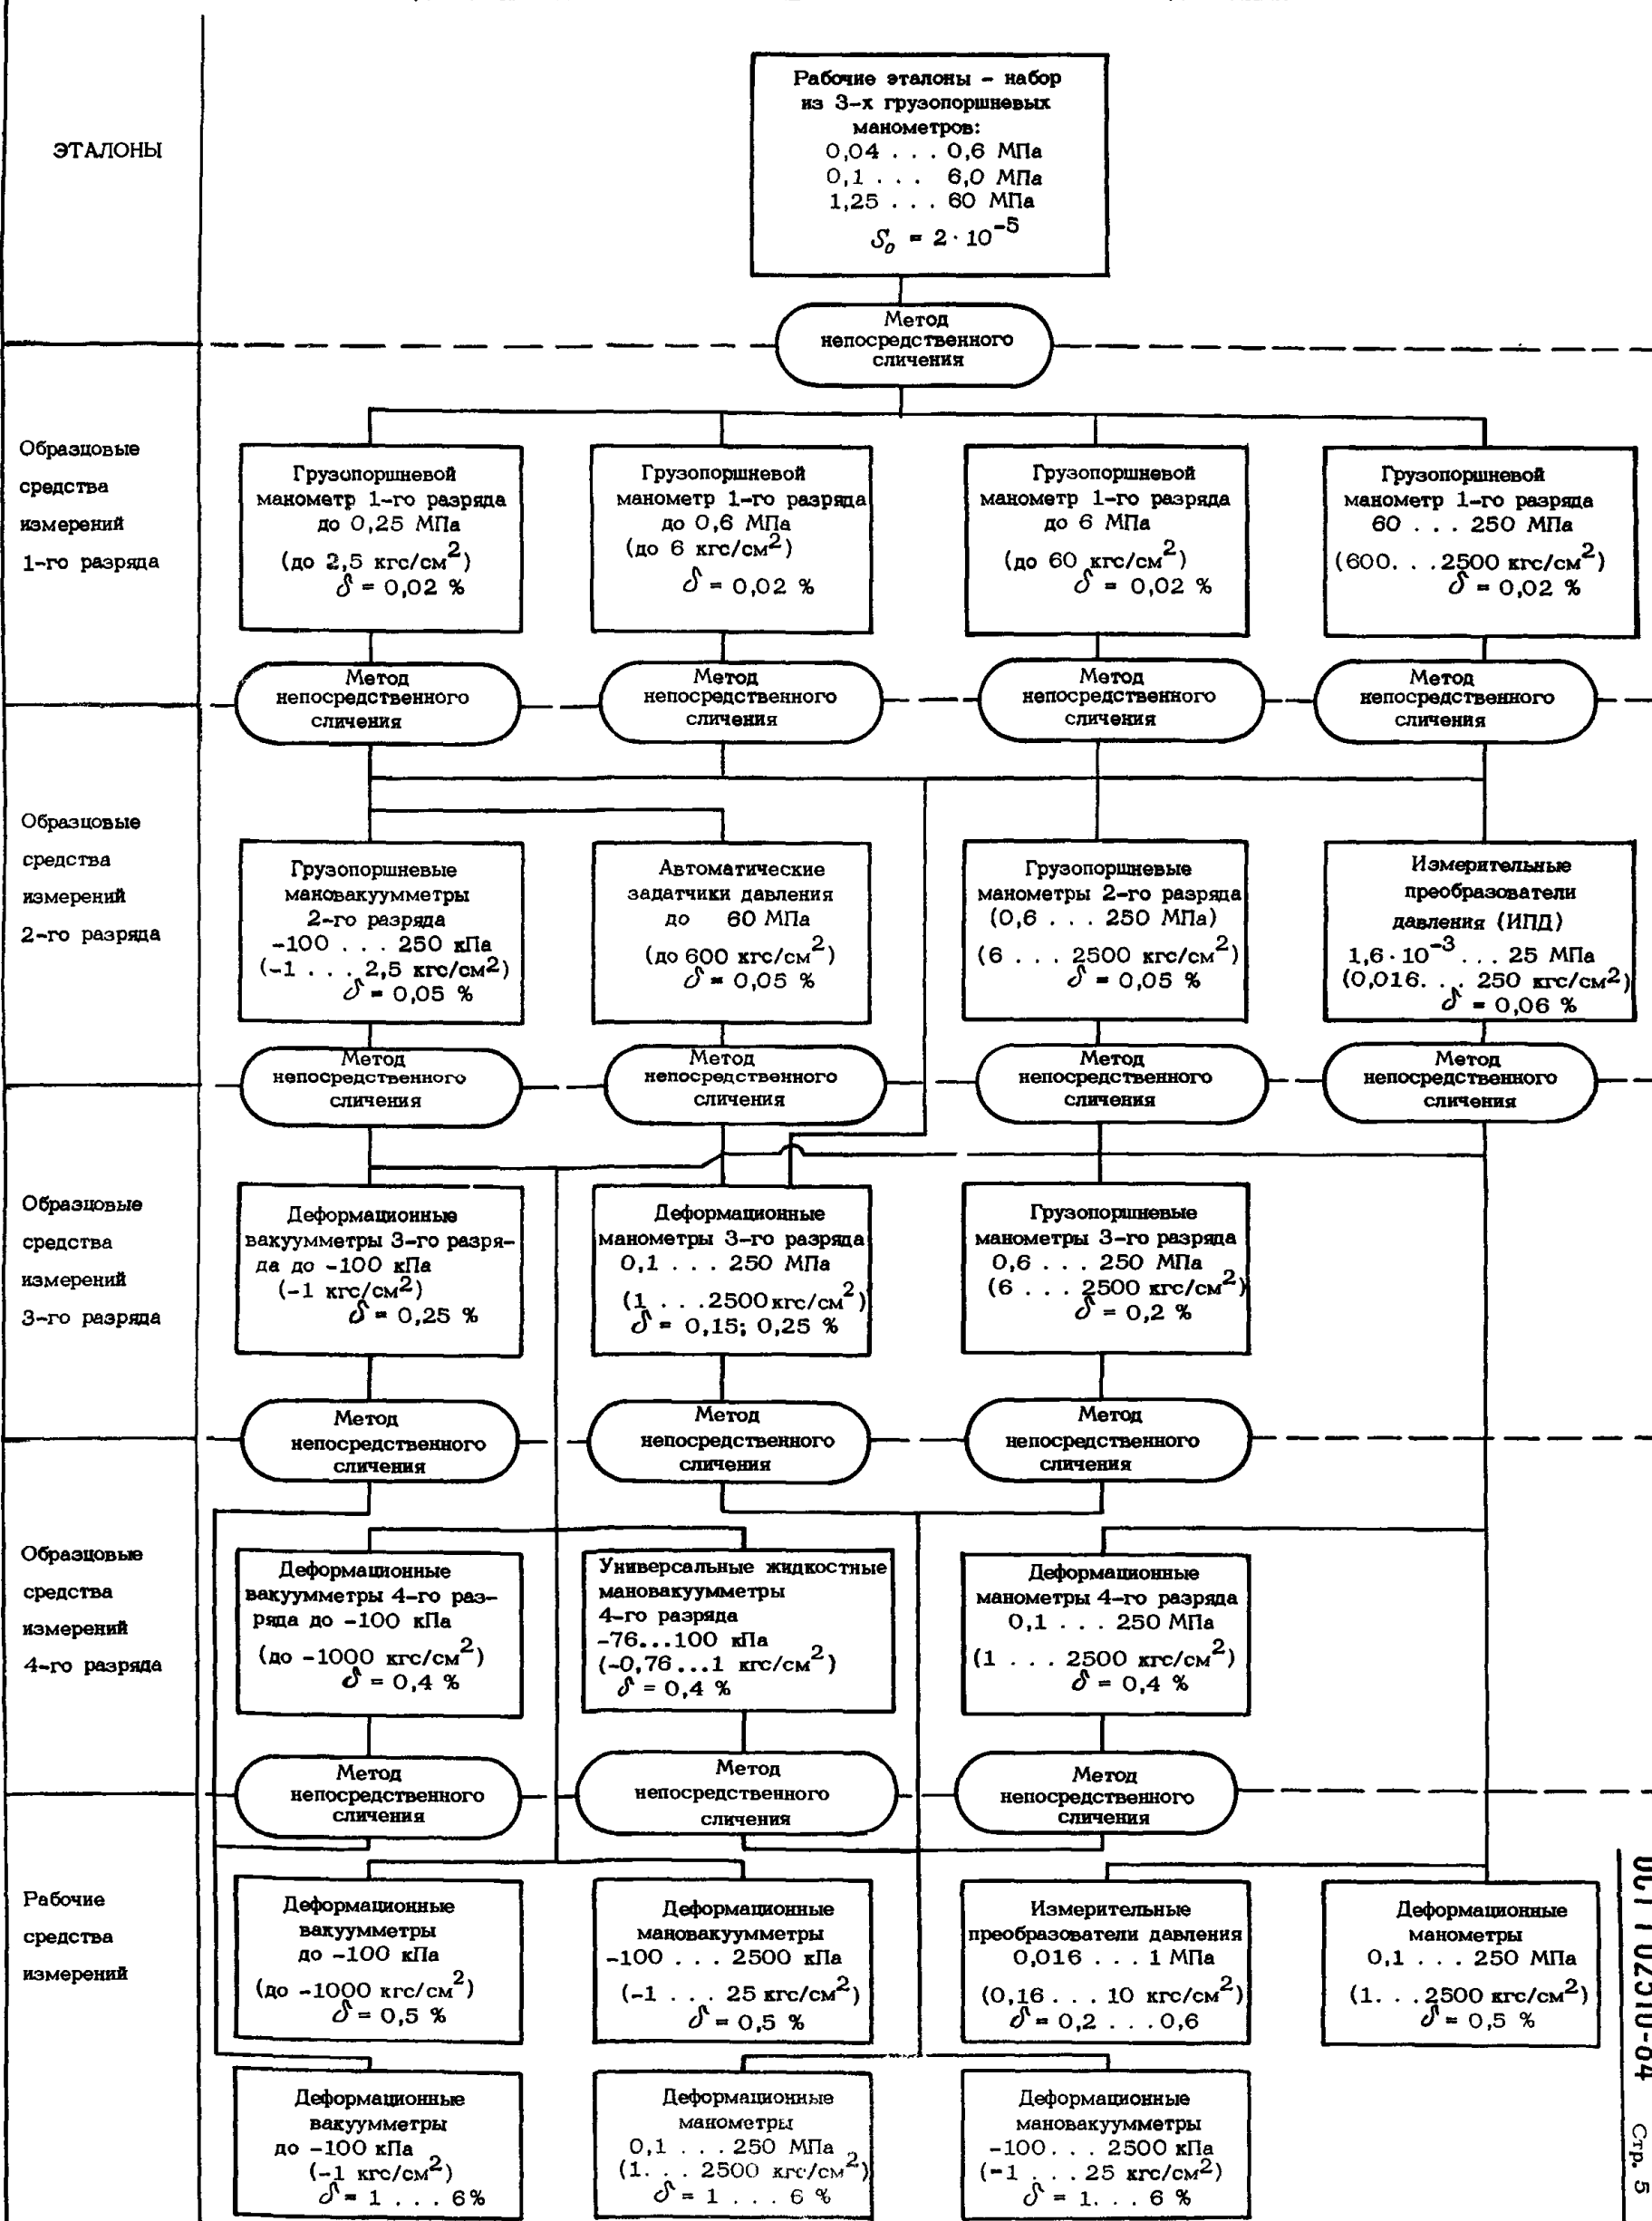 ЭТАЛОНЫ
Рабочие эталоны - набор
из 3-х грузопоршневых
манометров:
0,04 . . . 0,6 МПа
0,1 . . . 6,0 МПа
1,25 . . . 60 МПа
S₀ = 2·10⁻⁵
Метод
непосредственного
сличения
Образцовые
средства
измерений
1-го разряда
Грузопоршневой
манометр 1-го разряда
до 0,25 МПа
(до 2,5 кгс/см²)
δ = 0,02 %
Грузопоршневой
манометр 1-го разряда
до 0,6 МПа
(до 6 кгс/см²)
δ = 0,02 %
Грузопоршневой
манометр 1-го разряда
до 6 МПа
(до 60 кгс/см²)
δ = 0,02 %
Грузопоршневой
манометр 1-го разряда
60 . . . 250 МПа
(600. . . 2500 кгс/см²)
δ = 0,02 %
Метод
непосредственного
сличения
Метод
непосредственного
сличения
Метод
непосредственного
сличения
Метод
непосредственного
сличения
Образцовые
средства
измерений
2-го разряда
Грузопоршневые
мановакуумметры
2-го разряда
-100 . . . 250 кПа
(-1 . . . 2,5 кгс/см²)
δ = 0,05 %
Автоматические
задатчики давления
до 60 МПа
(до 600 кгс/см²)
δ = 0,05 %
Грузопоршневые
манометры 2-го разряда
(0,6 . . . 250 МПа)
(6 . . . 2500 кгс/см²)
δ = 0,05 %
Измерительные
преобразователи
давления (ИПД)
1,6·10⁻³ . . . 25 МПа
(0,016. . . 250 кгс/см²)
δ = 0,06 %
Метод
непосредственного
сличения
Метод
непосредственного
сличения
Метод
непосредственного
сличения
Метод
непосредственного
сличения
Образцовые
средства
измерений
3-го разряда
Деформационные
вакуумметры 3-го разря-
да до -100 кПа
(-1 кгс/см²)
δ = 0,25 %
Деформационные
манометры 3-го разряда
0,1 . . . 250 МПа
(1 . . . 2500 кгс/см²)
δ = 0,15; 0,25 %
Грузопоршневые
манометры 3-го разряда
0,6 . . . 250 МПа
(6 . . . 2500 кгс/см²)
δ = 0,2 %
Метод
непосредственного
сличения
Метод
непосредственного
сличения
Метод
непосредственного
сличения
Образцовые
средства
измерений
4-го разряда
Деформационные
вакуумметры 4-го раз-
ряда до -100 кПа
(до -1000 кгс/см²)
δ = 0,4 %
Универсальные жидкостные
мановакуумметры
4-го разряда
-76...100 кПа
(-0,76...1 кгс/см²)
δ = 0,4 %
Деформационные
манометры 4-го разряда
0,1 . . . 250 МПа
(1 . . . 2500 кгс/см²)
δ = 0,4 %
Метод
непосредственного
сличения
Метод
непосредственного
сличения
Метод
непосредственного
сличения
Рабочие
средства
измерений
Деформационные
вакуумметры
до -100 кПа
(до -1000 кгс/см²)
δ = 0,5 %
Деформационные
мановакуумметры
-100 . . . 2500 кПа
(-1 . . . 25 кгс/см²)
δ = 0,5 %
Измерительные
преобразователи давления
0,016 . . . 1 МПа
(0,16 . . . 10 кгс/см²)
δ = 0,2 . . . 0,6
Деформационные
манометры
0,1 . . . 250 МПа
(1. . . 2500 кгс/см²)
δ = 0,5 %
Деформационные
вакуумметры
до -100 кПа
(-1 кгс/см²)
δ = 1 . . . 6%
Деформационные
манометры
0,1 . . . 250 МПа
(1. . . 2500 кгс/см²)
δ = 1 . . . 6 %
Деформационные
мановакуумметры
-100. . . 2500 кПа
(-1 . . . 25 кгс/см²)
δ = 1. . . 6 %
Стр. 5